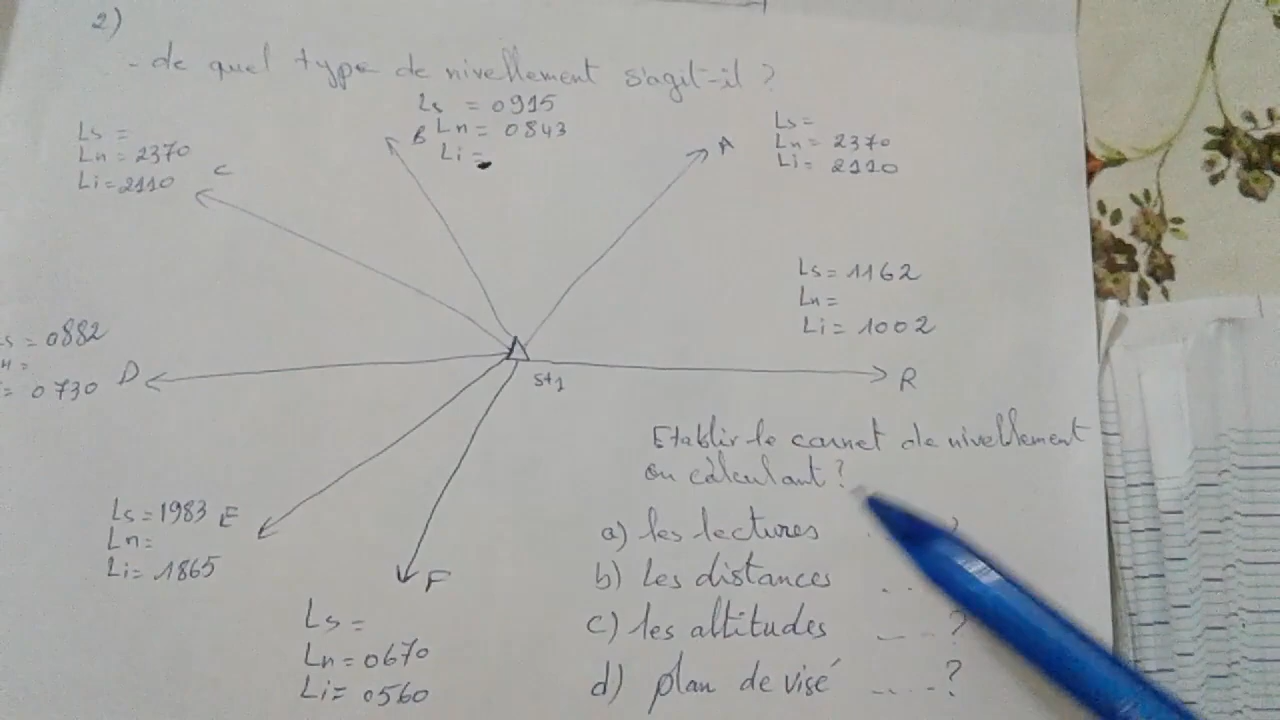 2)
- de quel type de nivellement s'agit-il ?
Ls =
Ln = 2370
Li = 2110
C
Ls = 0915
B Ln = 0843
Li =
A
Ls =
Ln = 2370
Li = 2110
Ls = 1162
Ln =
Li = 1002
R
st1
s = 0882
=
= 0730
D
Ls = 1983 E
Ln =
Li = 1865
F
Ls =
Ln = 0670
Li = 0560
Etablir le carnet de nivellement
en calculant ?
a) les lectures ?
b) les distances ..
c) les altitudes ... ?
d) plan de visé ....?